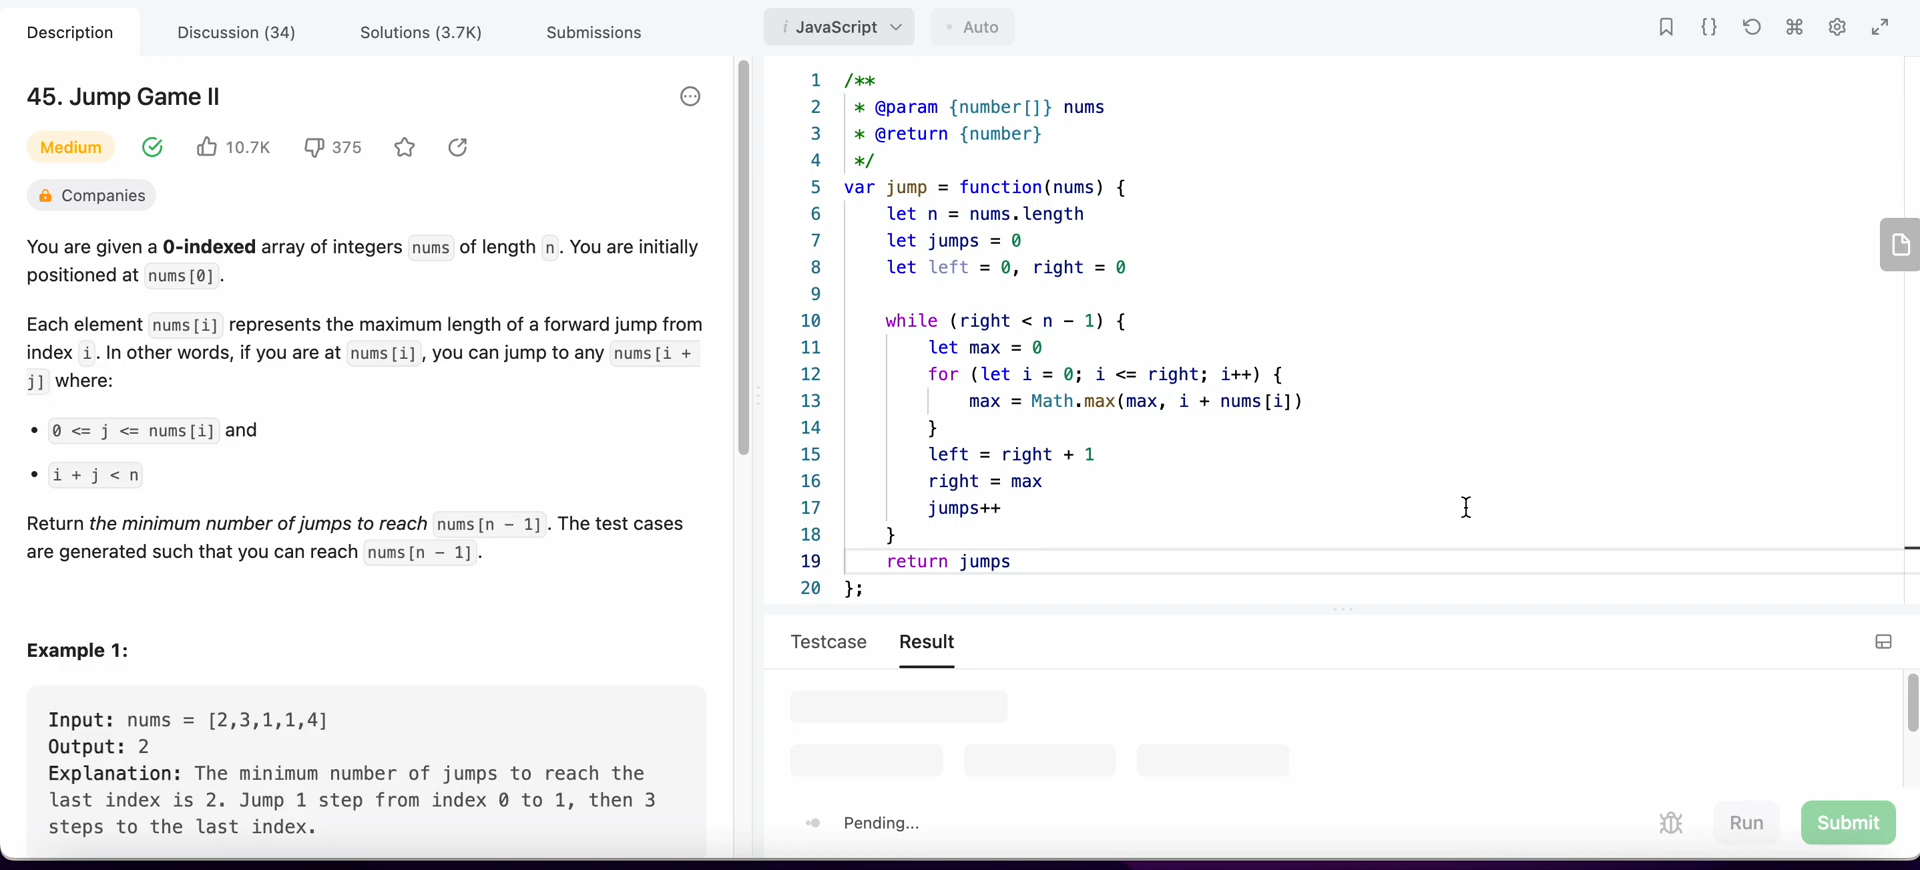 Description Discussion (34) Solutions (3.7K) Submissions
45. Jump Game II
Medium 10.7K 375
Companies
You are given a 0-indexed array of integers nums of length n. You are initially
positioned at nums[0].
Each element nums[i] represents the maximum length of a forward jump from
index i. In other words, if you are at nums[i], you can jump to any nums[i +
j] where:
• 0 <= j <= nums[i] and
• i + j < n
Return the minimum number of jumps to reach nums[n - 1]. The test cases
are generated such that you can reach nums[n - 1].
Example 1:
Input: nums = [2,3,1,1,4]
Output: 2
Explanation: The minimum number of jumps to reach the
last index is 2. Jump 1 step from index 0 to 1, then 3
steps to the last index.
i JavaScript • Auto
1 /**
2 * @param {number[]} nums
3 * @return {number}
4 */
5 var jump = function(nums) {
6 let n = nums.length
7 let jumps = 0
8 let left = 0, right = 0
9
10 while (right < n - 1) {
11 let max = 0
12 for (let i = 0; i <= right; i++) {
13 max = Math.max(max, i + nums[i])
14 }
15 left = right + 1
16 right = max
17 jumps++
18 }
19 return jumps
20 };
Testcase Result
Pending... Run Submit